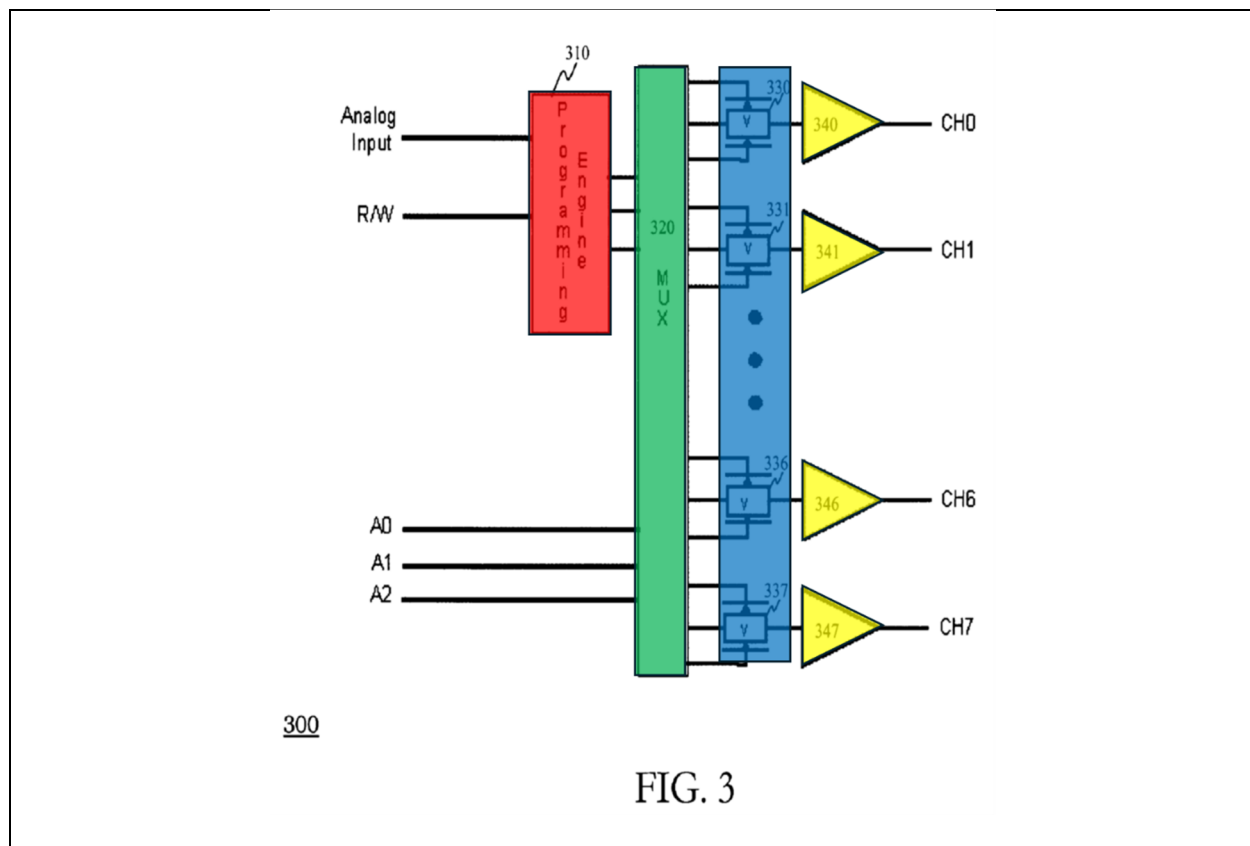 310
Analog
Input
R/W
Programming
Engine
320
MUX
330
V
340
CH0
331
V
341
CH1
336
V
346
CH6
337
V
347
CH7
A0
A1
A2
300
FIG. 3